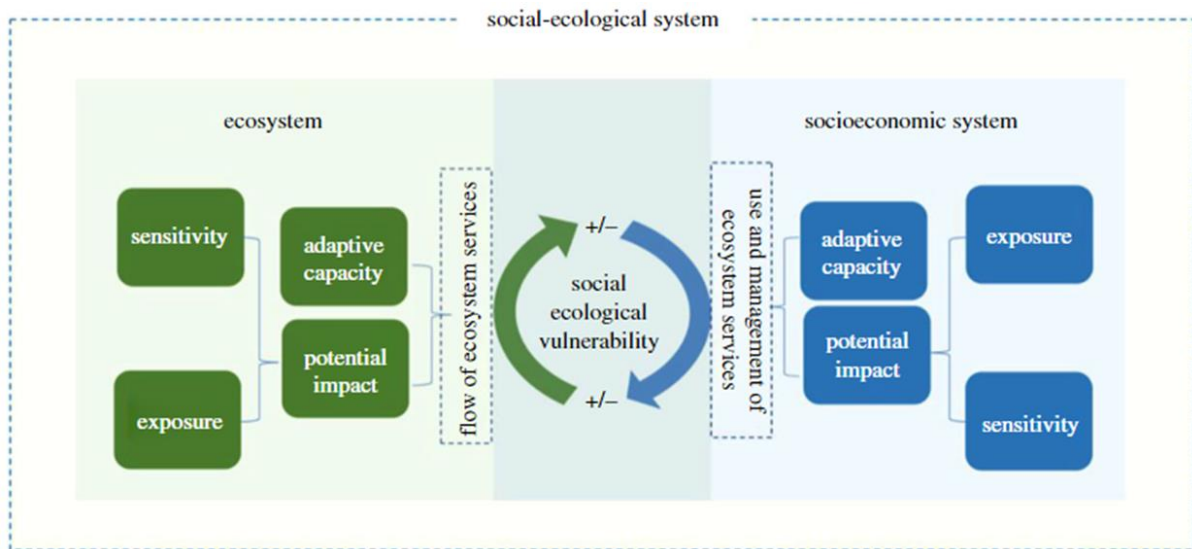 social-ecological system
ecosystem
socioeconomic system
sensitivity
exposure
adaptive
capacity
potential
impact
flow of ecosystem services
+/–
social
ecological
vulnerability
+/–
use and management of
ecosystem services
adaptive
capacity
potential
impact
exposure
sensitivity